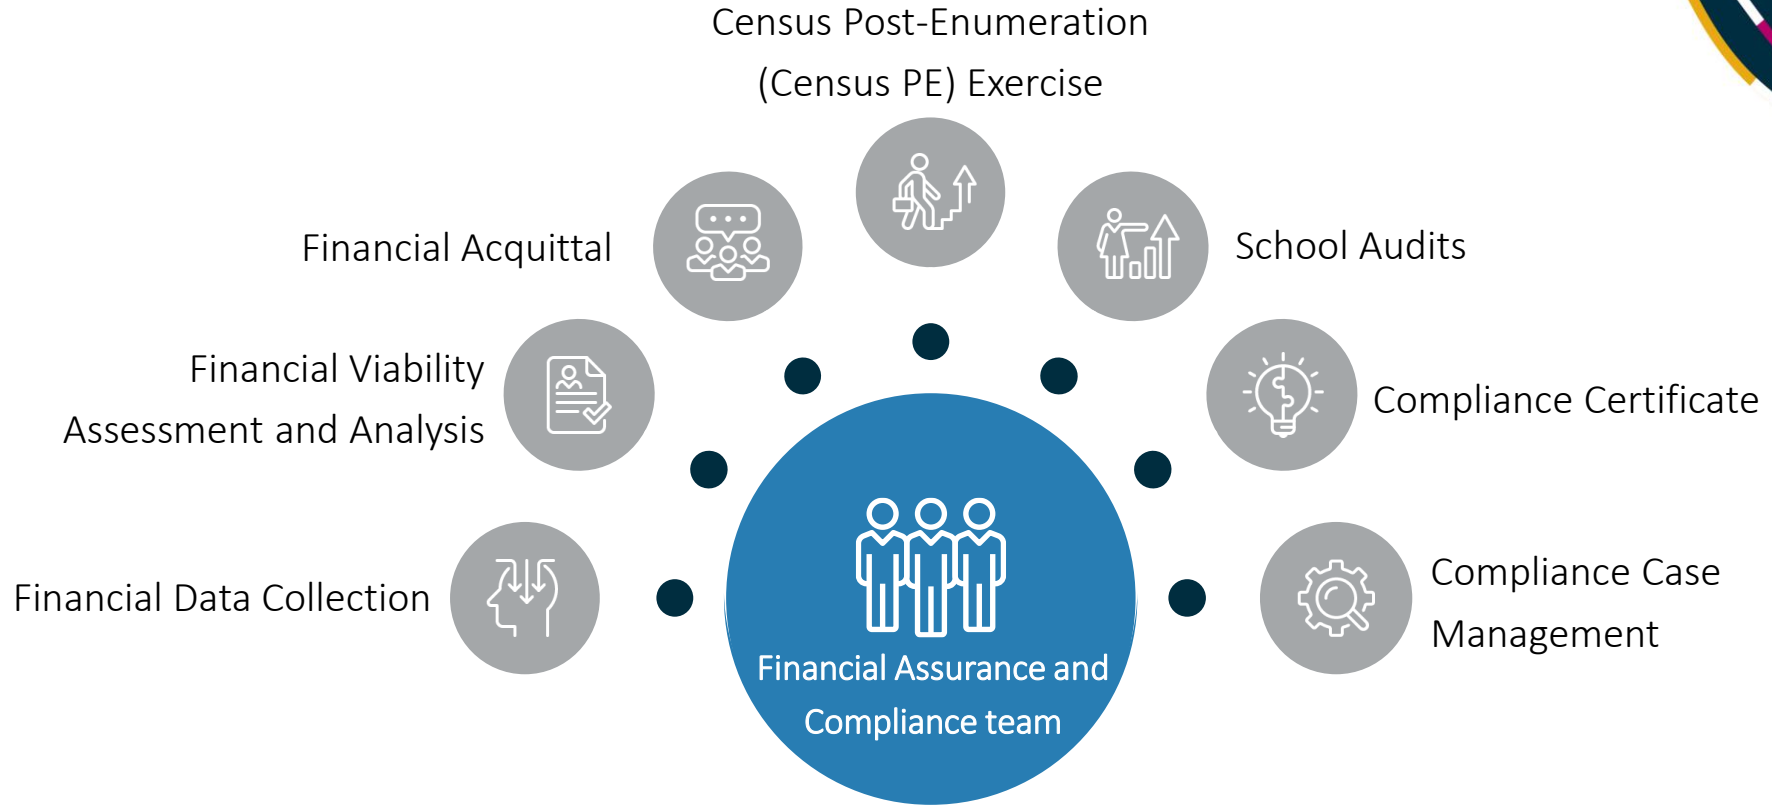 Census Post-Enumeration
(Census PE) Exercise
Financial Acquittal
School Audits
Financial Viability
Assessment and Analysis
Compliance Certificate
Financial Data Collection
Compliance Case
Management
Financial Assurance and
Compliance team